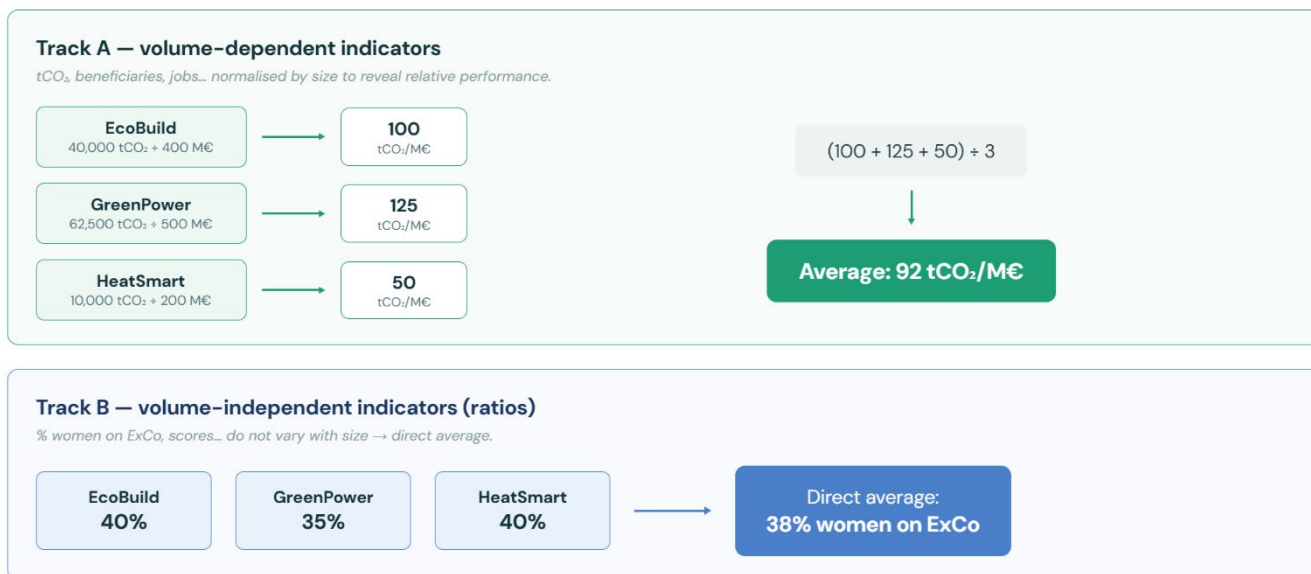 Track A — volume-dependent indicators
tCO₂, beneficiaries, jobs... normalised by size to reveal relative performance.
EcoBuild
40,000 tCO₂ ÷ 400 M€
100
tCO₂/M€
GreenPower
62,500 tCO₂ ÷ 500 M€
125
tCO₂/M€
HeatSmart
10,000 tCO₂ ÷ 200 M€
50
tCO₂/M€
(100 + 125 + 50) ÷ 3
Average: 92 tCO₂/M€
Track B — volume-independent indicators (ratios)
% women on ExCo, scores... do not vary with size → direct average.
EcoBuild
40%
GreenPower
35%
HeatSmart
40%
Direct average:
38% women on ExCo